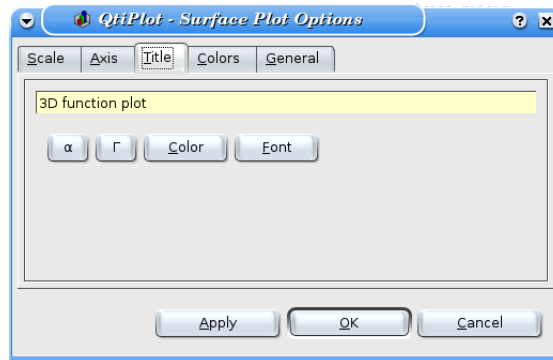 QtiPlot - Surface Plot Options ? x
Scale Axis Title Colors General
3D function plot
α Γ Color Font
Apply OK Cancel